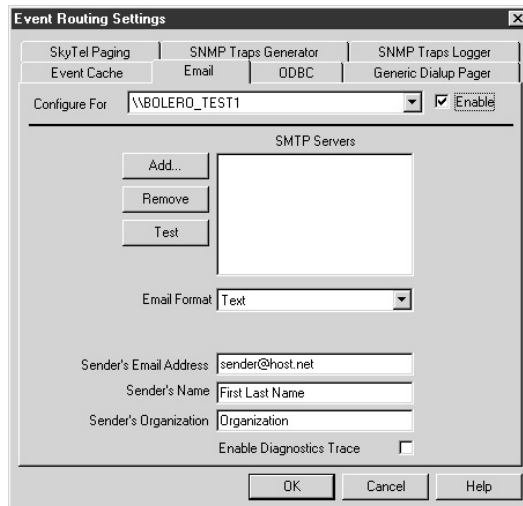 Event Routing Settings
SkyTel Paging SNMP Traps Generator SNMP Traps Logger
Event Cache Email ODBC Generic Dialup Pager
Configure For \\BOLERO_TEST1 Enable
SMTP Servers
Add...
Remove
Test
Email Format Text
Sender's Email Address sender@host.net
Sender's Name First Last Name
Sender's Organization Organization
Enable Diagnostics Trace
OK Cancel Help